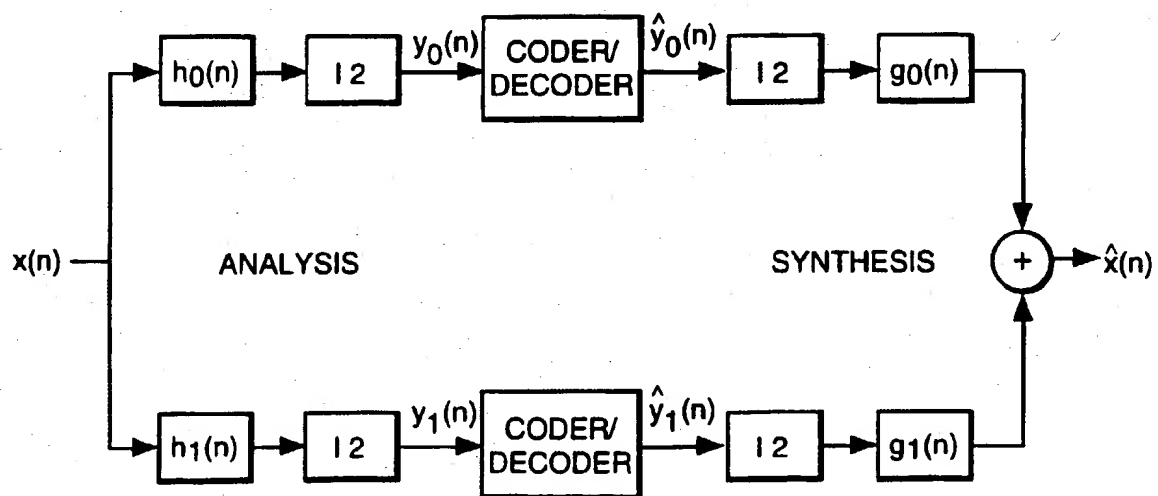 h0(n)
I 2
y0(n)
CODER/
DECODER
ŷ0(n)
I 2
g0(n)
x(n)
ANALYSIS
SYNTHESIS
+
x̂(n)
h1(n)
I 2
y1(n)
CODER/
DECODER
ŷ1(n)
I 2
g1(n)